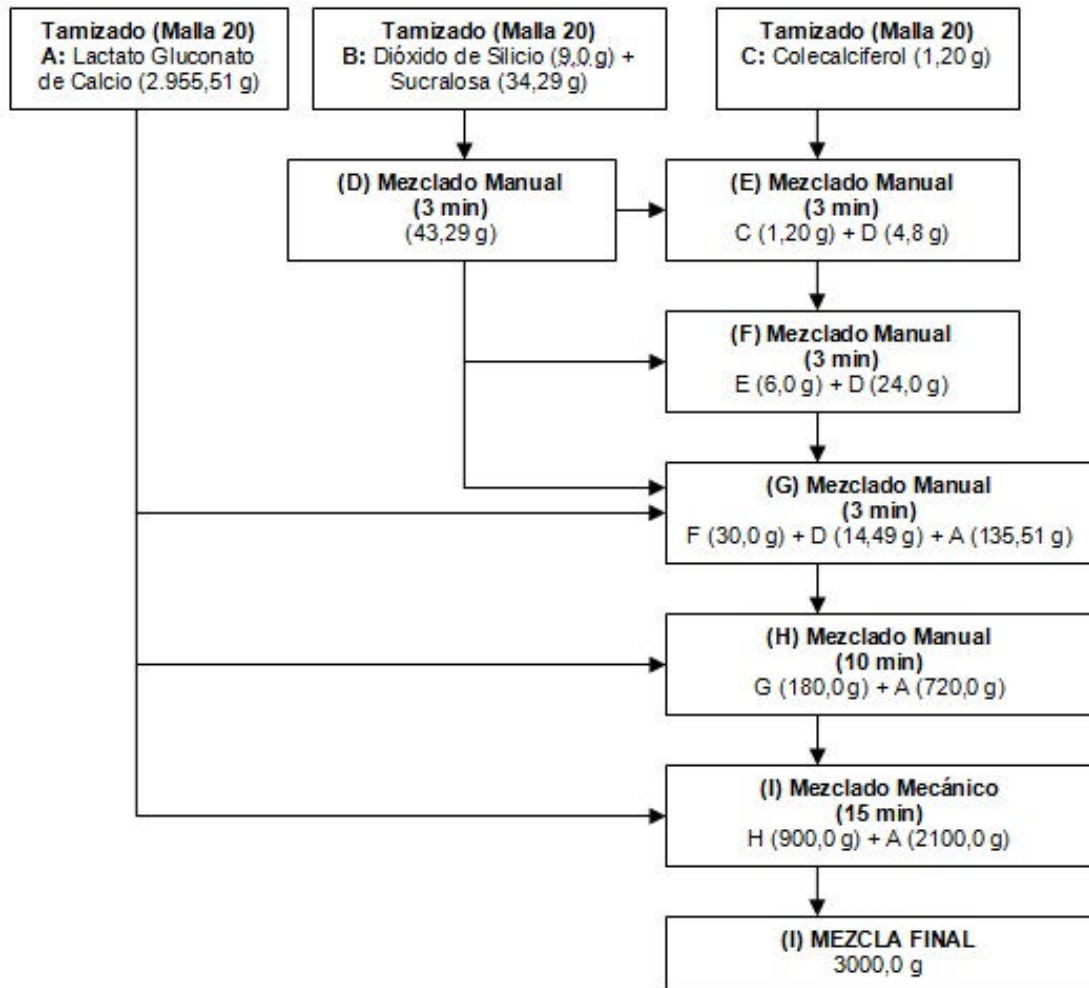 Tamizado (Malla 20)
A: Lactato Gluconato
de Calcio (2.955,51 g)
Tamizado (Malla 20)
B: Dióxido de Silicio (9,0 g) +
Sucralosa (34,29 g)
Tamizado (Malla 20)
C: Colecalciferol (1,20 g)
(D) Mezclado Manual
(3 min)
(43,29 g)
(E) Mezclado Manual
(3 min)
C (1,20 g) + D (4,8 g)
(F) Mezclado Manual
(3 min)
E (6,0 g) + D (24,0 g)
(G) Mezclado Manual
(3 min)
F (30,0 g) + D (14,49 g) + A (135,51 g)
(H) Mezclado Manual
(10 min)
G (180,0 g) + A (720,0 g)
(I) Mezclado Mecánico
(15 min)
H (900,0 g) + A (2100,0 g)
(I) MEZCLA FINAL
3000,0 g